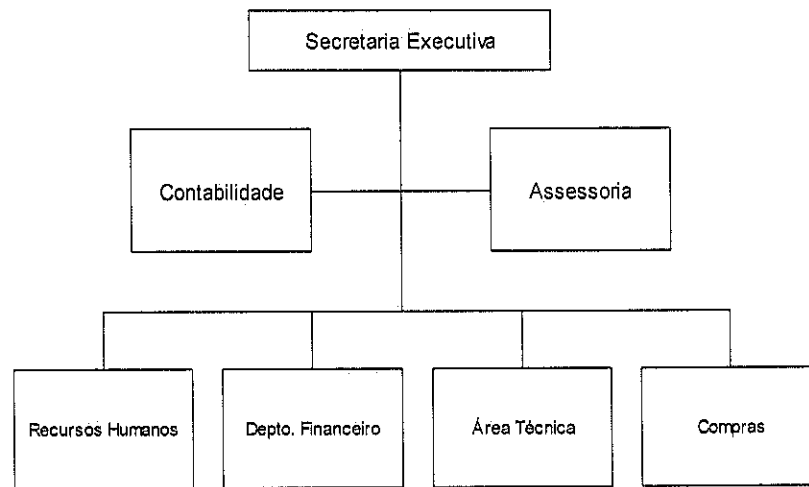 Secretaria Executiva
Contabilidade
Assessoria
Recursos Humanos
Depto. Financeiro
Área Técnica
Compras